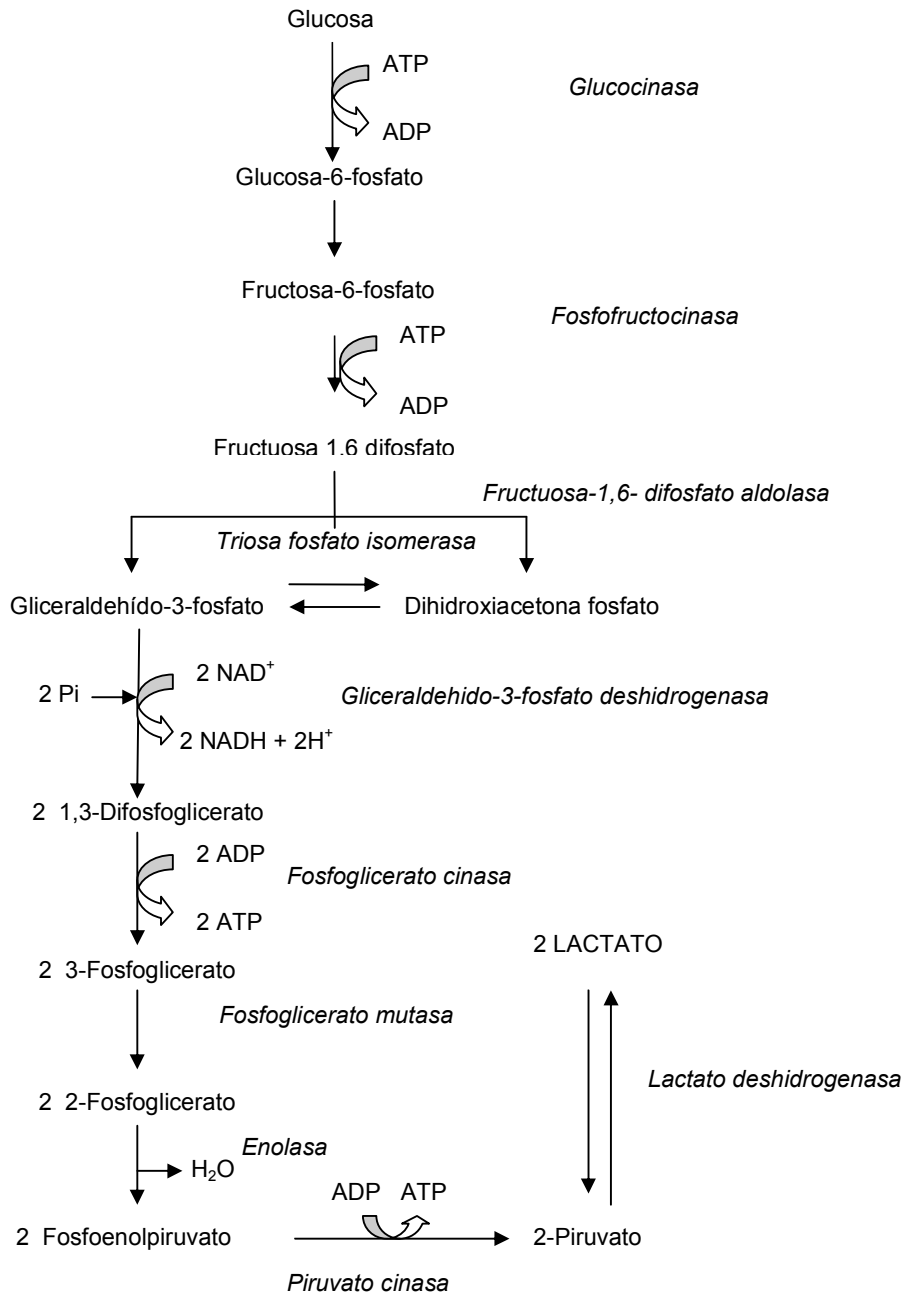 Glucosa
ATP
Glucocinasa
ADP
Glucosa-6-fosfato
Fructosa-6-fosfato
Fosfofructocinasa
ATP
ADP
Fructuosa 1,6 difosfato
Fructuosa-1,6- difosfato aldolasa
Triosa fosfato isomerasa
Gliceraldehído-3-fosfato
Dihidroxiacetona fosfato
2 NAD+
2 Pi
Gliceraldehido-3-fosfato deshidrogenasa
2 NADH + 2H+
2 1,3-Difosfoglicerato
2 ADP
Fosfoglicerato cinasa
2 ATP
2 LACTATO
2 3-Fosfoglicerato
Fosfoglicerato mutasa
Lactato deshidrogenasa
2 2-Fosfoglicerato
Enolasa
H2O
ADP ATP
2 Fosfoenolpiruvato
2-Piruvato
Piruvato cinasa